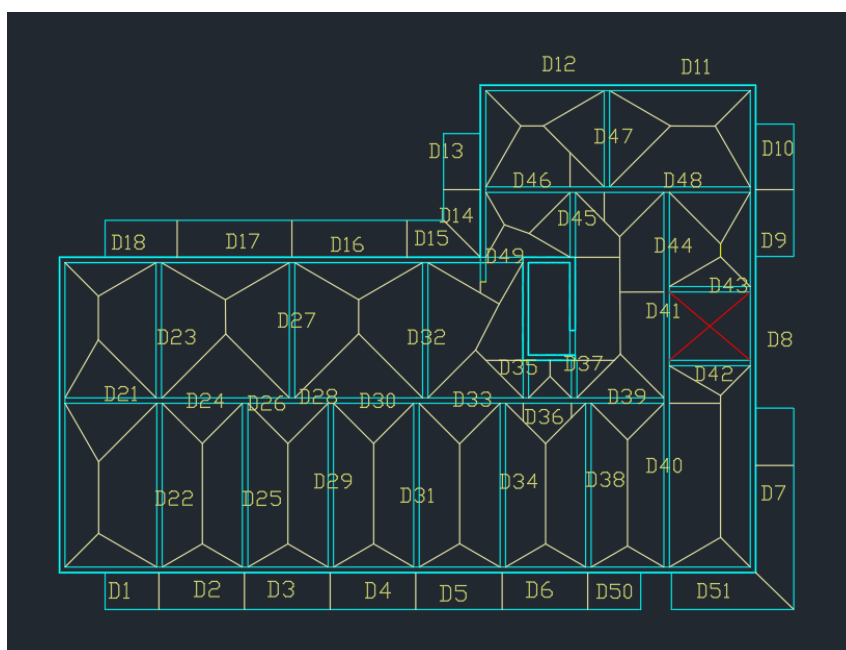 D12 D11
D47
D13 D10
D46 D48
D14 D45
D18 D17 D16 D15 D44 D9
D49
D43
D41
D23 D27 D32 D8
D35 D37 D42
D21 D24 D26 D28 D30 D33 D39
D36
D29 D34 D38 D40
D22 D25 D31 D7
D1 D2 D3 D4 D5 D6 D50 D51